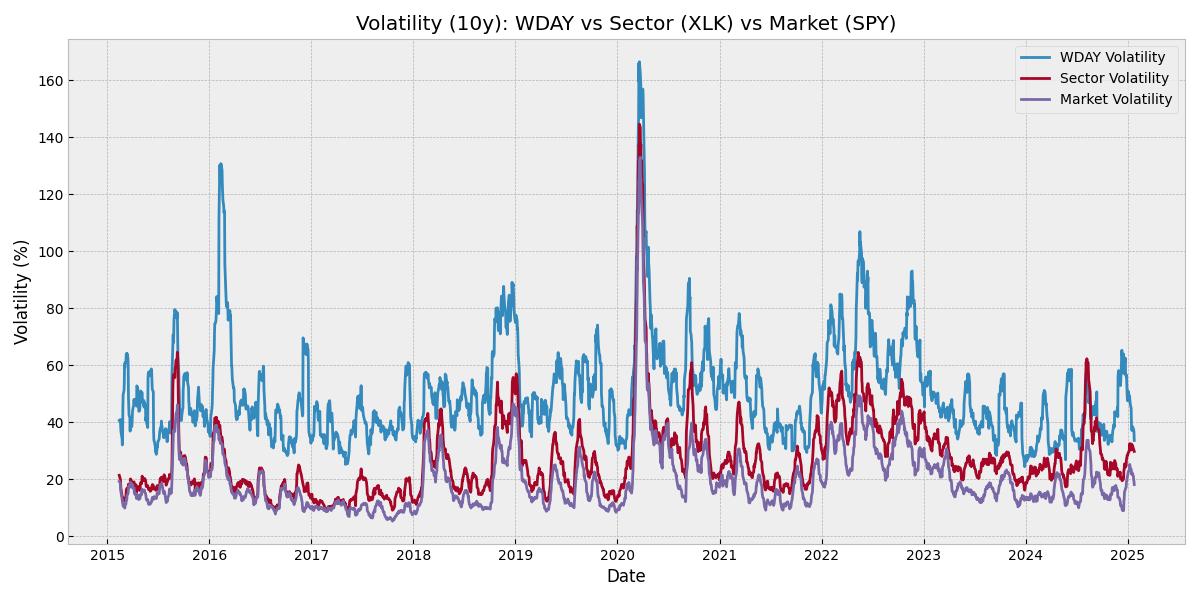 Volatility (10y): WDAY vs Sector (XLK) vs Market (SPY)
WDAY Volatility
Sector Volatility
Market Volatility
Volatility (%)
160
140
120
100
80
60
40
20
0
2015 2016 2017 2018 2019 2020 2021 2022 2023 2024 2025
Date